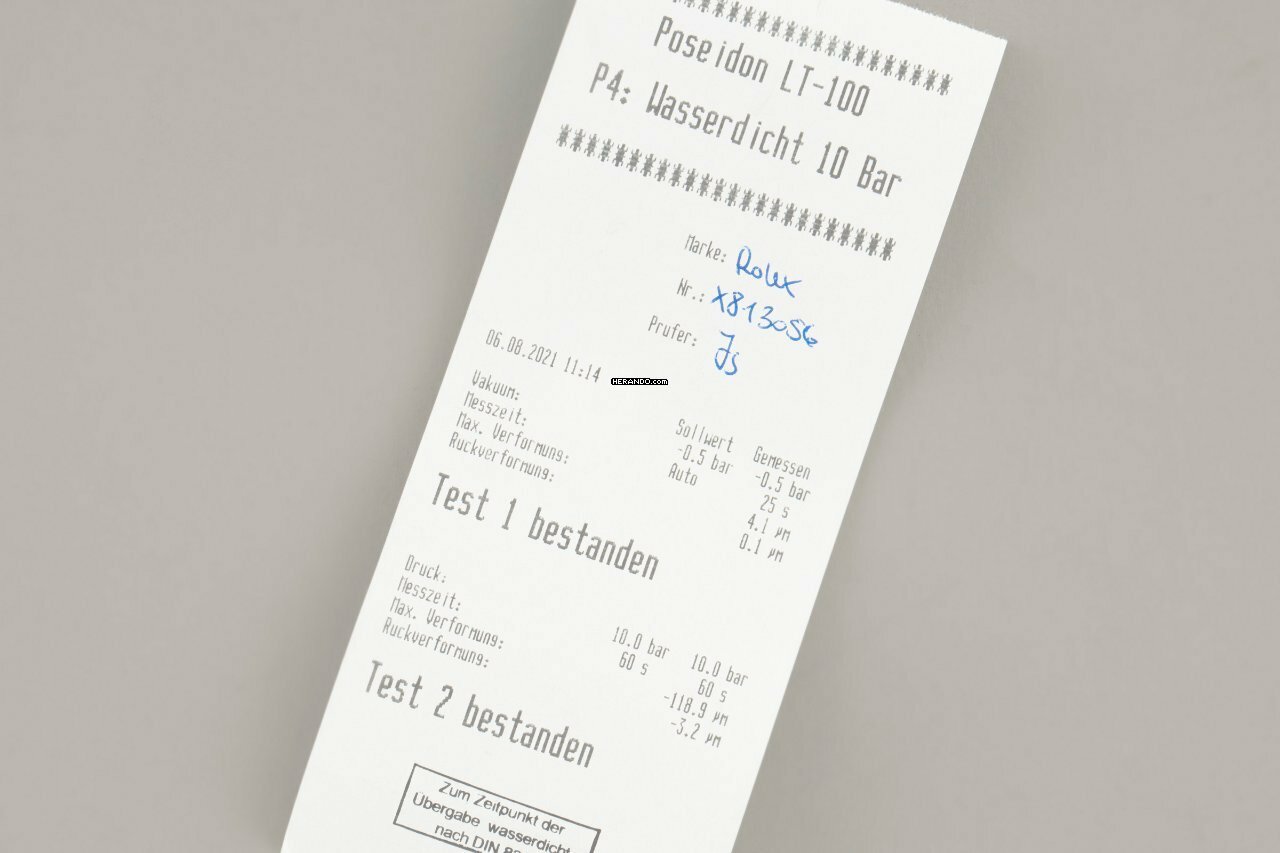 ********************
Poseidon LT-100
P4: Wasserdicht 10 Bar
************************
Marke: Rolex
Nr.: X813056
Prufer: JS
06.08.2021 11:14
HERANDO.com
Sollwert Gemessen
Vakuum: -0.5 bar -0.5 bar
Messzeit: Auto 25 s
Max. Verformung: 4.1 µm
Ruckverformung: 0.1 µm
Test 1 bestanden
Druck: 10.0 bar 10.0 bar
Messzeit: 60 s 60 s
Max. Verformung: -118.9 µm
Ruckverformung: -3.2 µm
Test 2 bestanden
Zum Zeitpunkt der
Übergabe wasserdicht
nach DIN